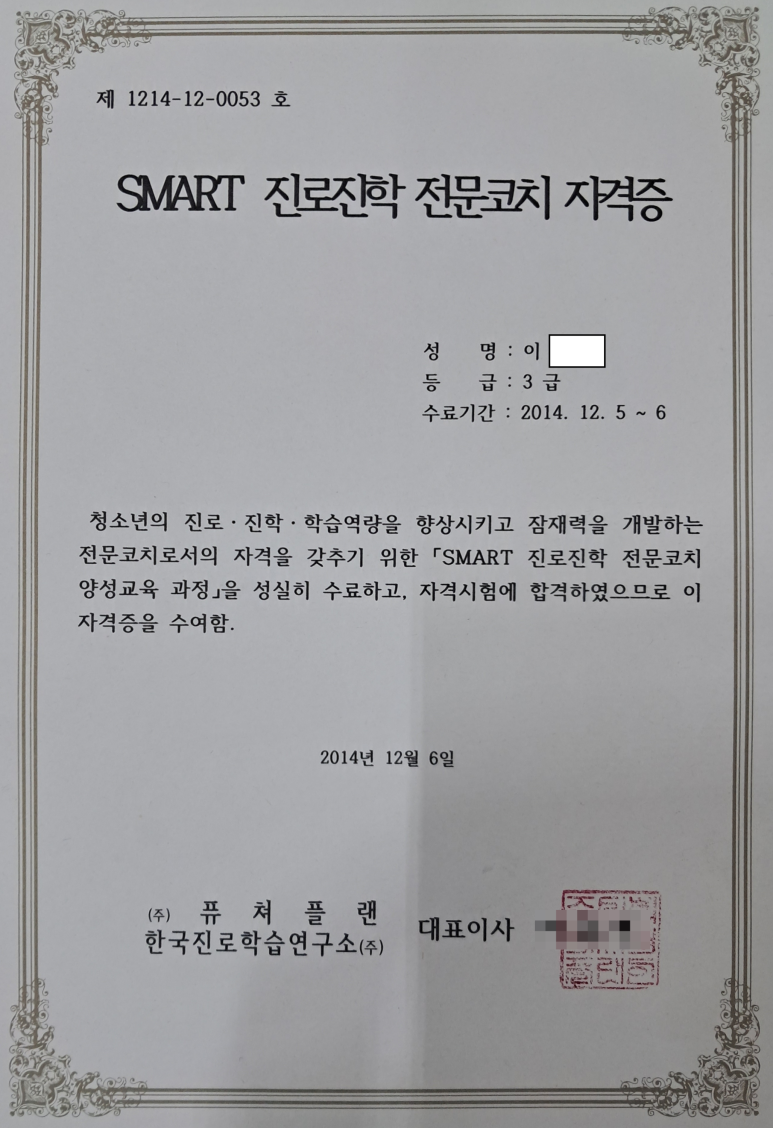 제 1214-12-0053 호
SMART 진로진학 전문코치 자격증
성 명 : 이
등 급 : 3 급
수료기간 : 2014. 12. 5 ~ 6
청소년의 진로·진학·학습역량을 향상시키고 잠재력을 개발하는
전문코치로서의 자격을 갖추기 위한 「SMART 진로진학 전문코치
양성교육 과정」을 성실히 수료하고, 자격시험에 합격하였으므로 이
자격증을 수여함.
2014년 12월 6일
(주) 퓨 쳐 플 랜
한국진로학습연구소(주)
대표이사